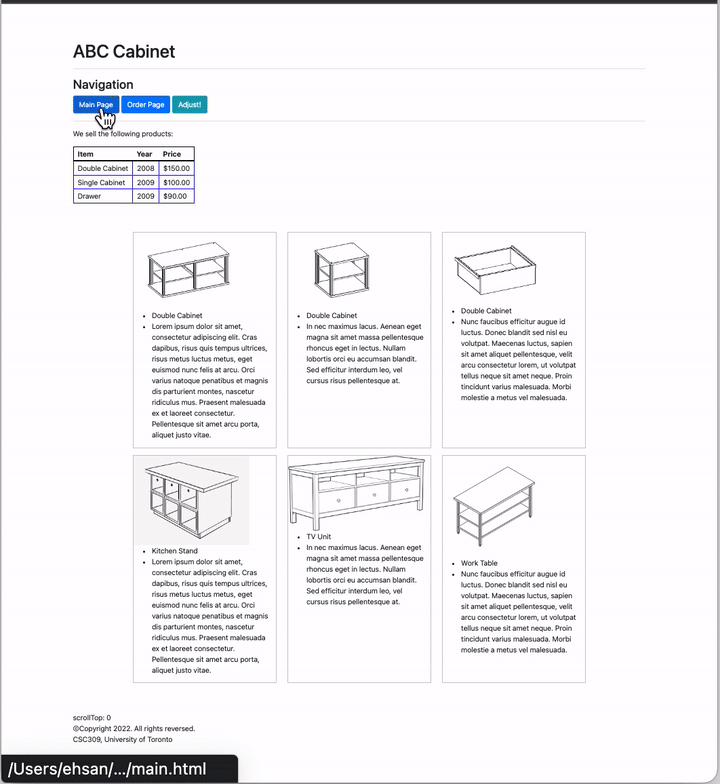 ABC Cabinet
Navigation
Main Page Order Page Adjust!
We sell the following products:
Item Year Price
Double Cabinet 2008 $150.00
Single Cabinet 2009 $100.00
Drawer 2009 $90.00
• Double Cabinet
• Lorem ipsum dolor sit amet,
consectetur adipiscing elit. Cras
dapibus, risus quis tempus ultrices,
risus metus luctus metus, eget
euismod nunc felis at arcu. Orci
varius natoque penatibus et magnis
dis parturient montes, nascetur
ridiculus mus. Praesent malesuada
ex et laoreet consectetur.
Pellentesque sit amet arcu porta,
aliquet justo vitae.
• Double Cabinet
• In nec maximus lacus. Aenean eget
magna sit amet massa pellentesque
rhoncus eget in lectus. Nullam
lobortis orci eu accumsan blandit.
Sed efficitur interdum leo, vel
cursus risus pellentesque at.
• Double Cabinet
• Nunc faucibus efficitur augue id
luctus. Donec blandit sed nisl eu
volutpat. Maecenas luctus, sapien
sit amet aliquet pellentesque, velit
arcu consectetur lorem, ut volutpat
tellus neque sit amet neque. Proin
tincidunt varius malesuada. Morbi
molestie a metus vel malesuada.
• Kitchen Stand
• Lorem ipsum dolor sit amet,
consectetur adipiscing elit. Cras
dapibus, risus quis tempus ultrices,
risus metus luctus metus, eget
euismod nunc felis at arcu. Orci
varius natoque penatibus et magnis
dis parturient montes, nascetur
ridiculus mus. Praesent malesuada
ex et laoreet consectetur.
Pellentesque sit amet arcu porta,
aliquet justo vitae.
• TV Unit
• In nec maximus lacus. Aenean eget
magna sit amet massa pellentesque
rhoncus eget in lectus. Nullam
lobortis orci eu accumsan blandit.
Sed efficitur interdum leo, vel
cursus risus pellentesque at.
• Work Table
• Nunc faucibus efficitur augue id
luctus. Donec blandit sed nisl eu
volutpat. Maecenas luctus, sapien
sit amet aliquet pellentesque, velit
arcu consectetur lorem, ut volutpat
tellus neque sit amet neque. Proin
tincidunt varius malesuada. Morbi
molestie a metus vel malesuada.
scrollTop: 0
©Copyright 2022. All rights reversed.
CSC309, University of Toronto
/Users/ehsan/.../main.html